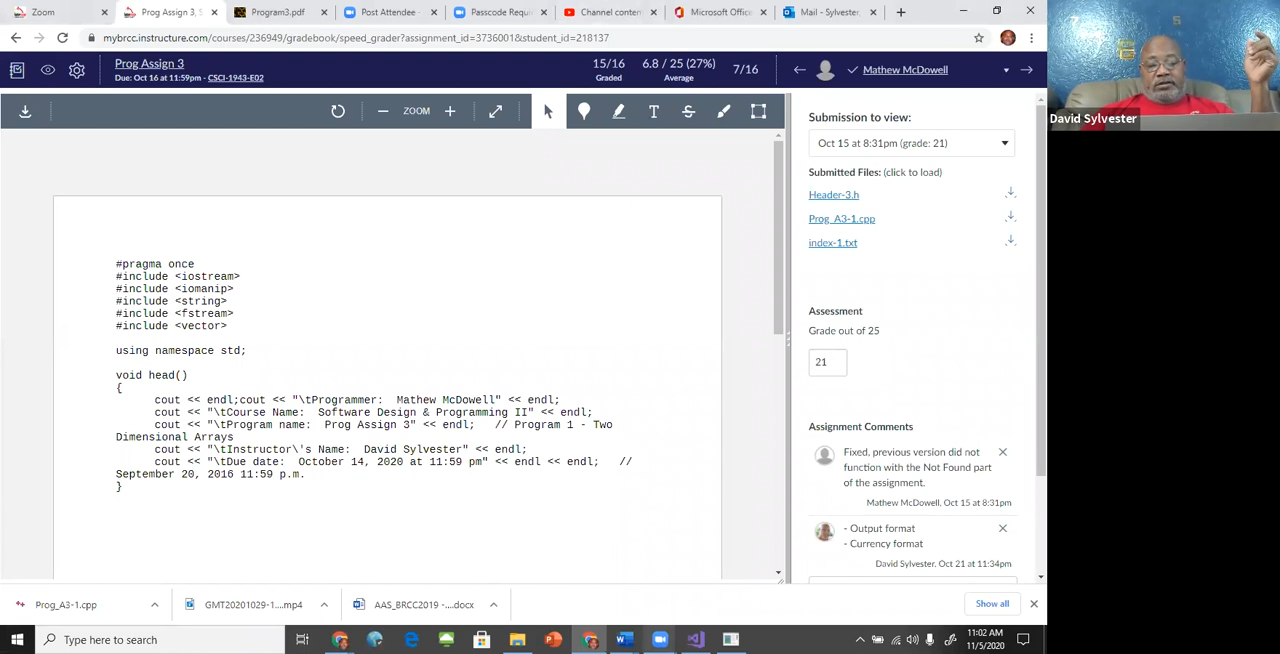 Zoom
Prog Assign 3, S
Program3.pdf
Post Attendee
Passcode Requi
Channel content
Microsoft Office
Mail - Sylvester,
mybrcc.instructure.com/courses/236949/gradebook/speed_grader?assignment_id=3736001&student_id=218137
Prog Assign 3
Due: Oct 16 at 11:59pm - CSCI-1943-E02
15/16
Graded
6.8 / 25 (27%)
Average
7/16
Mathew McDowell
ZOOM
T
David Sylvester
Submission to view:
Oct 15 at 8:31pm (grade: 21)
Submitted Files: (click to load)
Header-3.h
Prog_A3-1.cpp
index-1.txt
Assessment
Grade out of 25
21
Assignment Comments
Fixed, previous version did not
function with the Not Found part
of the assignment.
Mathew McDowell, Oct 15 at 8:31pm
- Output format
- Currency format
David Sylvester, Oct 21 at 11:34pm
#pragma once
#include <iostream>
#include <iomanip>
#include <string>
#include <fstream>
#include <vector>
using namespace std;
void head()
{
cout << endl;cout << "\tProgrammer:  Mathew McDowell" << endl;
cout << "\tCourse Name:  Software Design & Programming II" << endl;
cout << "\tProgram name:  Prog Assign 3" << endl;   // Program 1 - Two
Dimensional Arrays
cout << "\tInstructor\'s Name:  David Sylvester" << endl;
cout << "\tDue date:  October 14, 2020 at 11:59 pm" << endl << endl;   //
September 20, 2016 11:59 p.m.
}
Prog_A3-1.cpp
GMT20201029-1....mp4
AAS_BRCC2019 -....docx
Show all
Type here to search
11:02 AM
11/5/2020